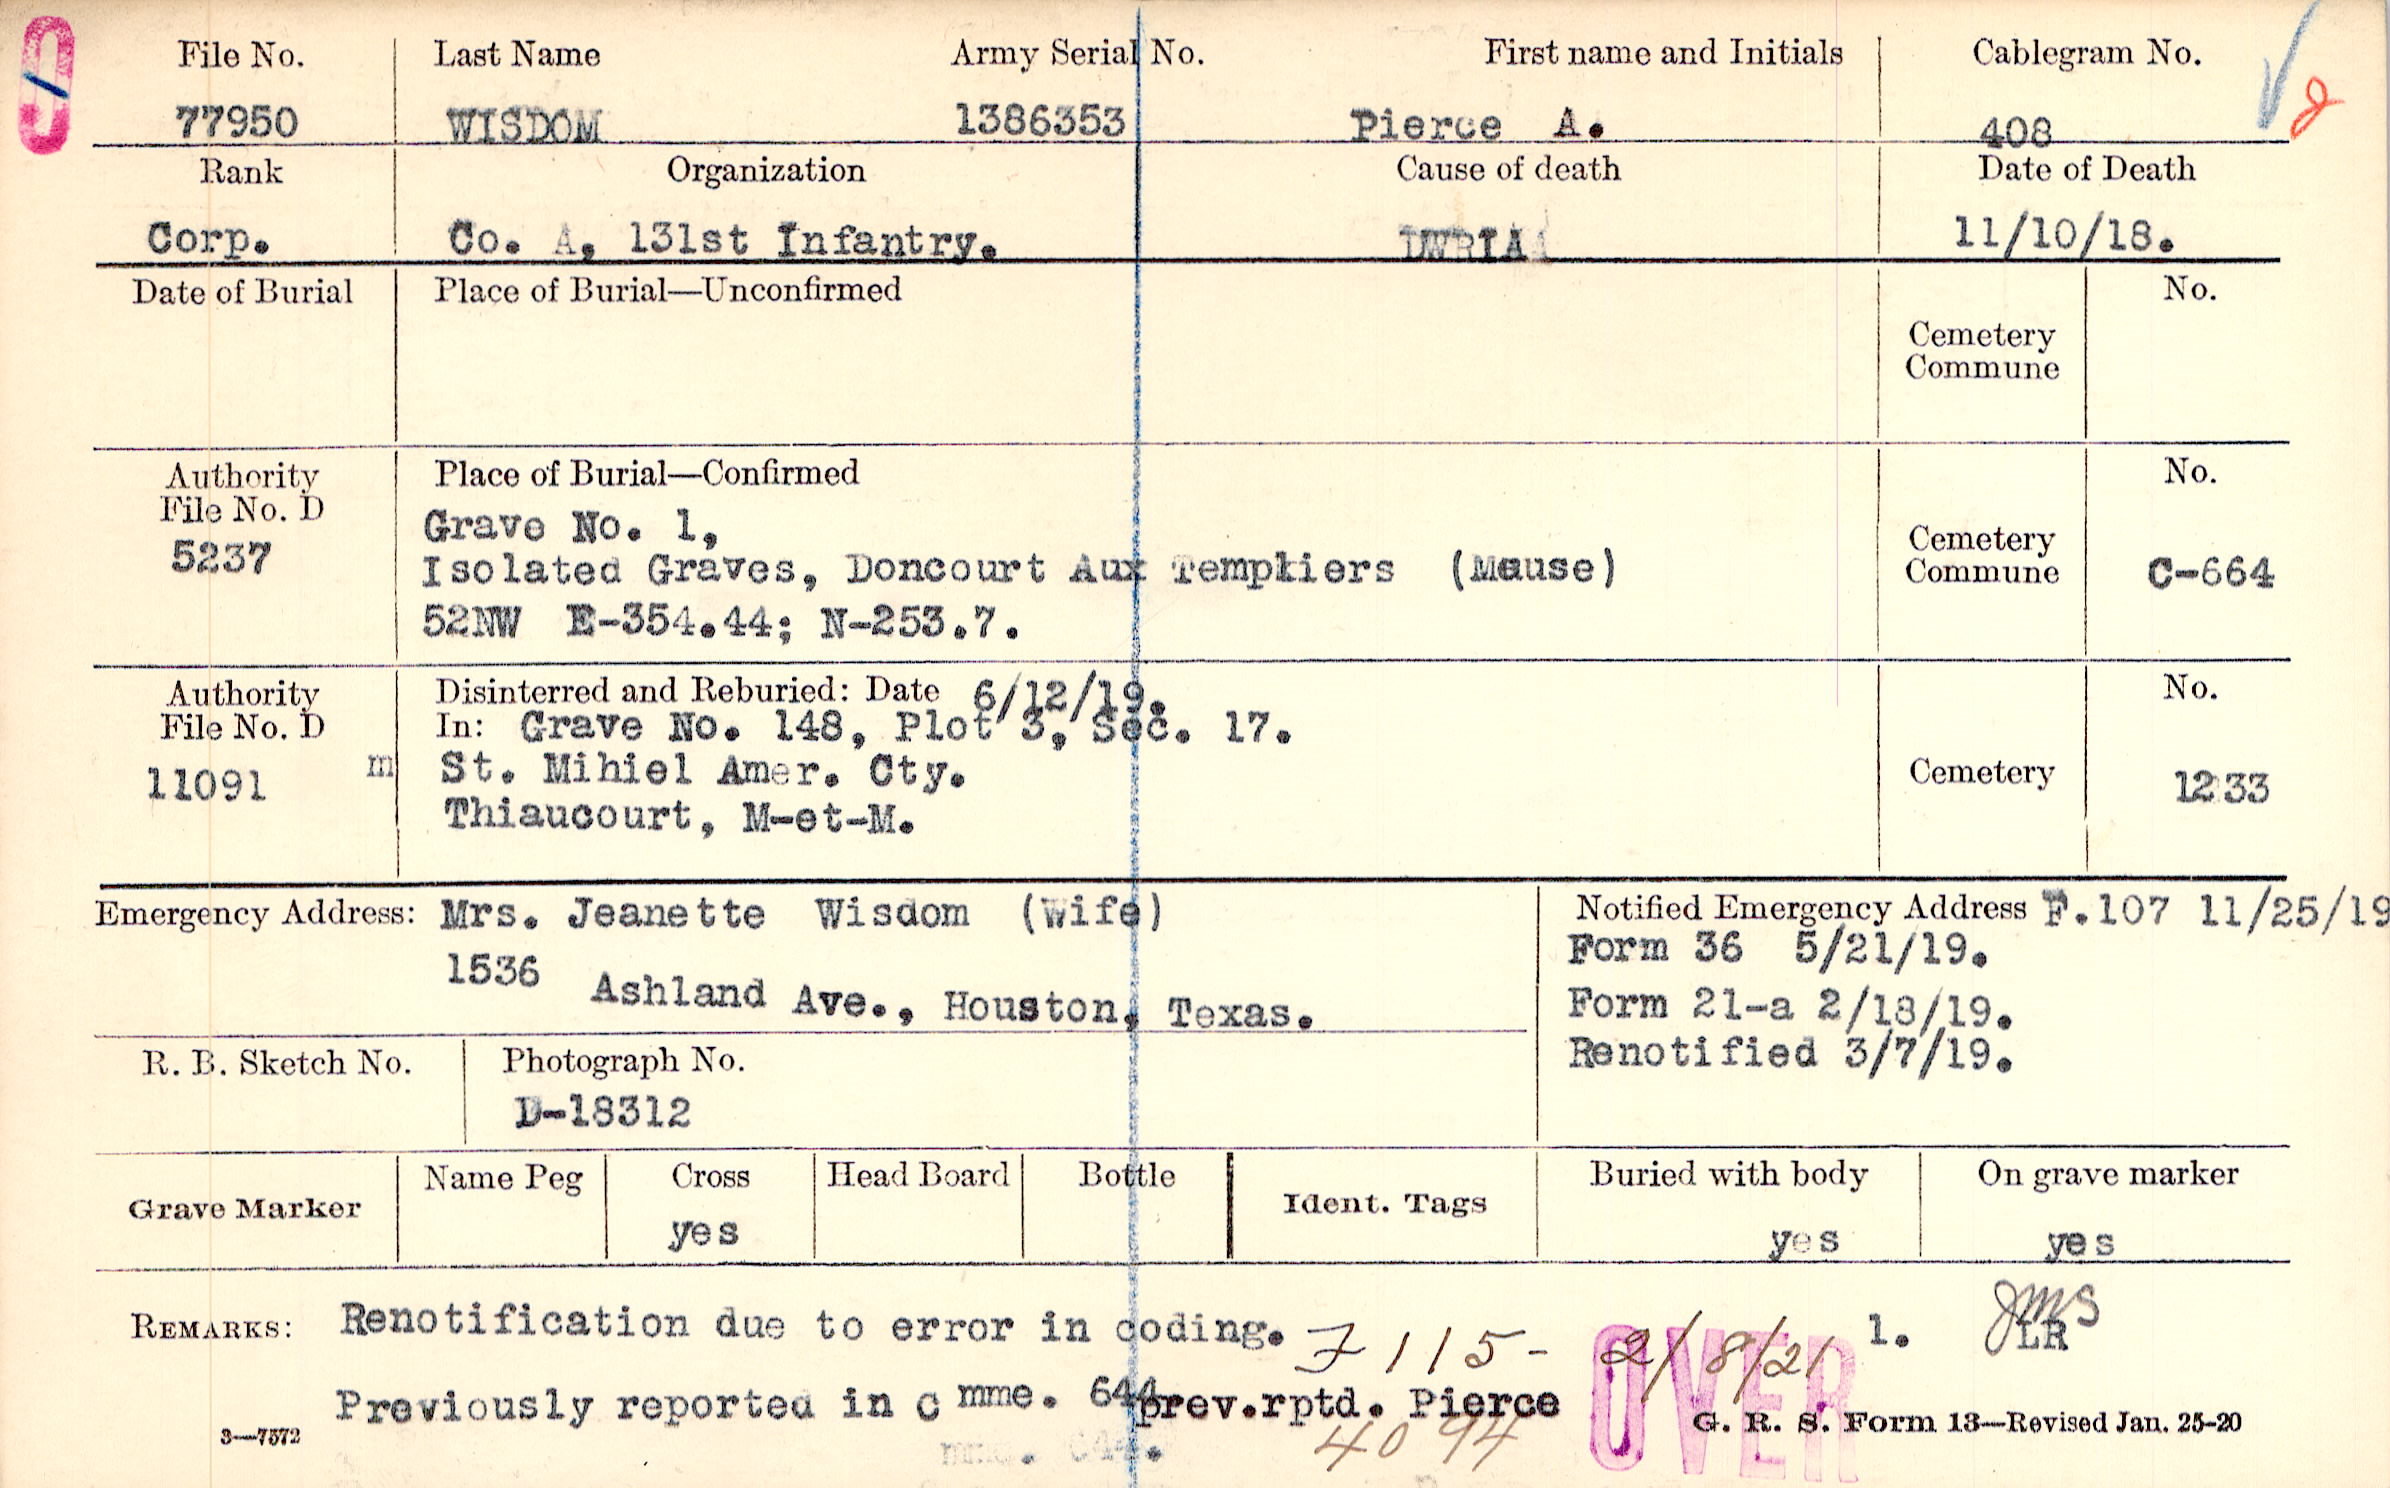 File No. Last Name Army Serial No. First name and Initials Cablegram No.
77950 WISDOM 1386353 Pierce A. 408
Rank Organization Cause of death Date of Death
Corp. Co. A, 131st Infantry. DWRIA 11/10/18.
Date of Burial Place of Burial—Unconfirmed No.
Cemetery
Commune
Authority Place of Burial—Confirmed No.
File No. D
5237
Grave No. 1,
Isolated Graves, Doncourt Aux Templiers (Meuse)
52NW E-354.44; N-253.7.
Cemetery
Commune C-664
Authority Disinterred and Reburied: Date 6/12/19. No.
File No. D In: Grave No. 148, Plot 3, Sec. 17.
11091 m St. Mihiel Amer. Cty. Cemetery 1233
Thiaucourt, M-et-M.
Emergency Address: Mrs. Jeanette Wisdom (Wife)
1536 Ashland Ave., Houston, Texas.
Notified Emergency Address F.107 11/25/19
Form 36 5/21/19.
Form 21-a 2/18/19.
Renotified 3/7/19.
R. B. Sketch No. Photograph No.
D-18312
Grave Marker Name Peg Cross Head Board Bottle Ident. Tags Buried with body On grave marker
yes yes yes
REMARKS: Renotification due to error in coding. F 115- 2/8/21 1. JMS
LR
Previously reported in C mme. 644 prev.rptd. Pierce
4094
OVER
3—7572 G. R. S. Form 13—Revised Jan. 25-20